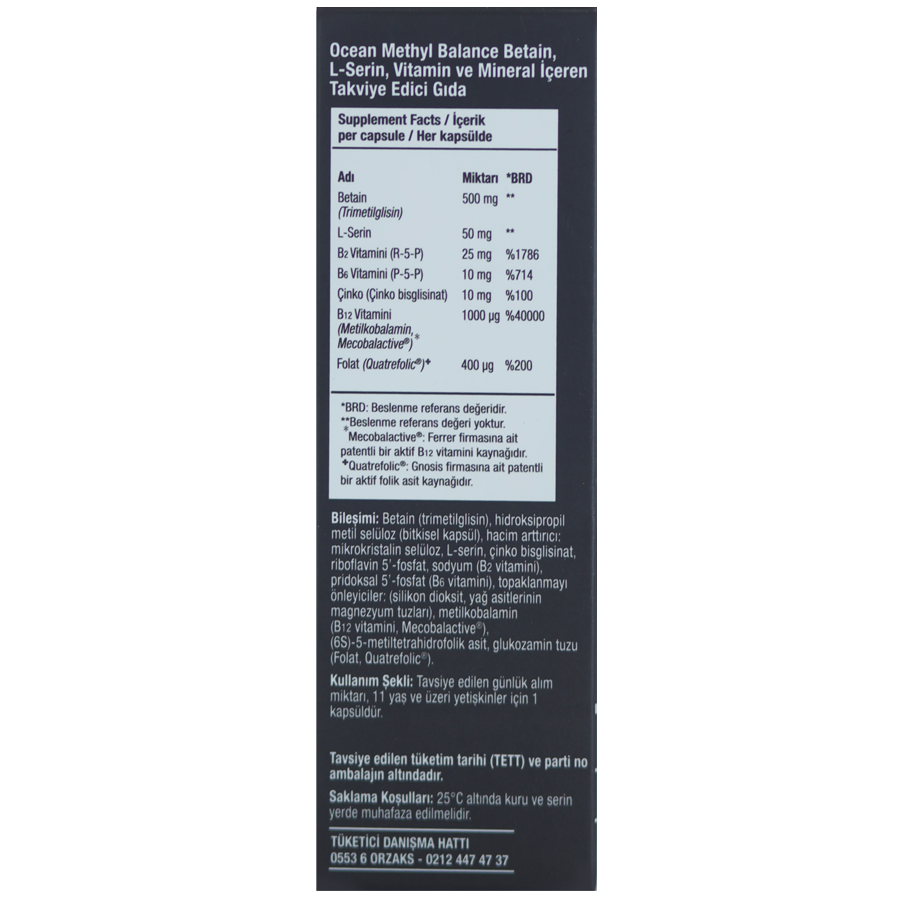 Ocean Methyl Balance Betain,
L-Serin, Vitamin ve Mineral İçeren
Takviye Edici Gıda
Supplement Facts / İçerik
per capsule / Her kapsülde
Adı Miktarı *BRD
Betain 500 mg **
(Trimetilglisin)
L-Serin 50 mg **
B2 Vitamini (R-5-P) 25 mg %1786
B6 Vitamini (P-5-P) 10 mg %714
Çinko (Çinko bisglisinat) 10 mg %100
B12 Vitamini 1000 µg %40000
(Metilkobalamin,
Mecobalactive®)*
Folat (Quatrefolic®)✦ 400 µg %200
*BRD: Beslenme referans değeridir.
**Beslenme referans değeri yoktur.
*Mecobalactive®: Ferrer firmasına ait
patentli bir aktif B12 vitamini kaynağıdır.
✦Quatrefolic®: Gnosis firmasına ait patentli
bir aktif folik asit kaynağıdır.
Bileşimi: Betain (trimetilglisin), hidroksipropil
metil selüloz (bitkisel kapsül), hacim arttırıcı:
mikrokristalin selüloz, L-serin, çinko bisglisinat,
riboflavin 5'-fosfat, sodyum (B2 vitamini),
pridoksal 5'-fosfat (B6 vitamini), topaklanmayı
önleyiciler: (silikon dioksit, yağ asitlerinin
magnezyum tuzları), metilkobalamin
(B12 vitamini, Mecobalactive®),
(6S)-5-metiltetrahidrofolik asit, glukozamin tuzu
(Folat, Quatrefolic®).
Kullanım Şekli: Tavsiye edilen günlük alım
miktarı, 11 yaş ve üzeri yetişkinler için 1
kapsüldür.
Tavsiye edilen tüketim tarihi (TETT) ve parti no
ambalajın altındadır.
Saklama Koşulları: 25°C altında kuru ve serin
yerde muhafaza edilmelidir.
TÜKETİCİ DANIŞMA HATTI
0553 6 ORZAKS - 0212 447 47 37